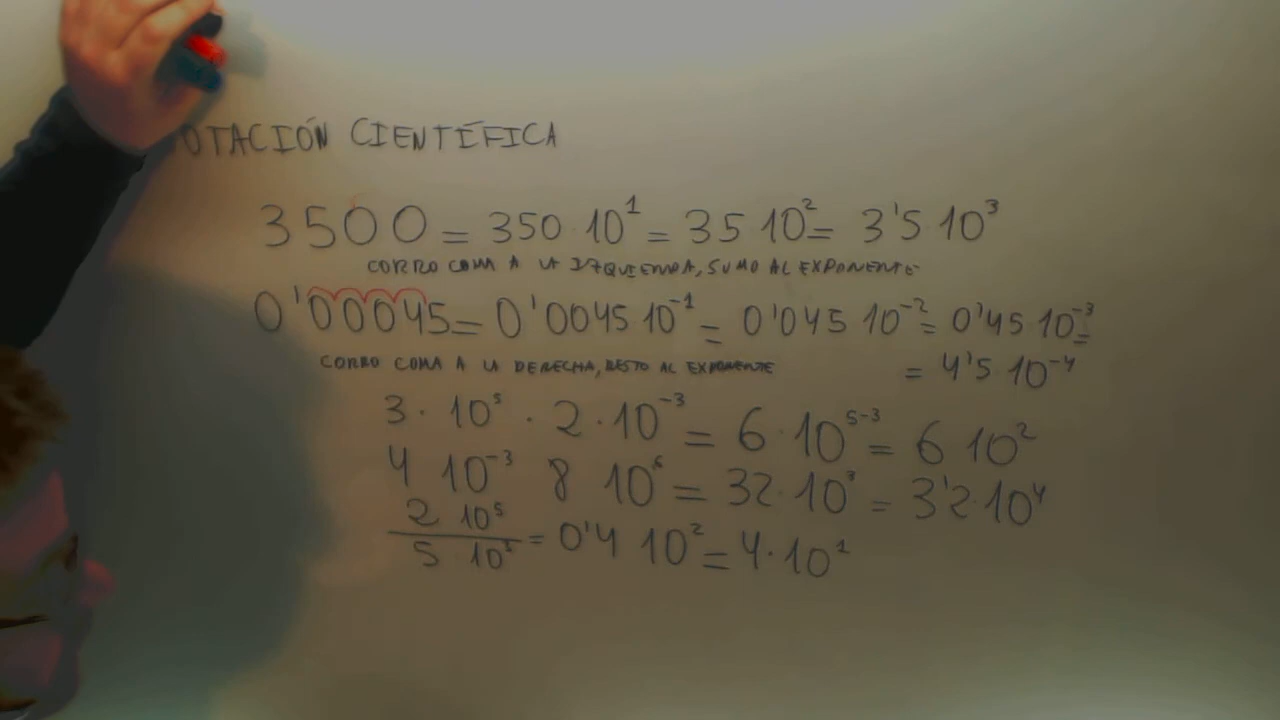 OTACIÓN CIENTÍFICA
3500 = 350·10¹ = 35 10² = 3'5·10³
CORRO COMA A LA IZQUIERDA, SUMO AL EXPONENTE
0'00045 = 0'0045 10⁻¹ = 0'045 10⁻² = 0'45 10⁻³ =
CORRO COMA A LA DERECHA, RESTO AL EXPONENTE
= 4'5 10⁻⁴
3·10⁵ · 2·10⁻³ = 6·10⁵⁻³ = 6 10²
4 10⁻³ 8 10⁶ = 32·10³ = 3'2·10⁴
2 10⁵
5 10³ = 0'4 10² = 4·10¹